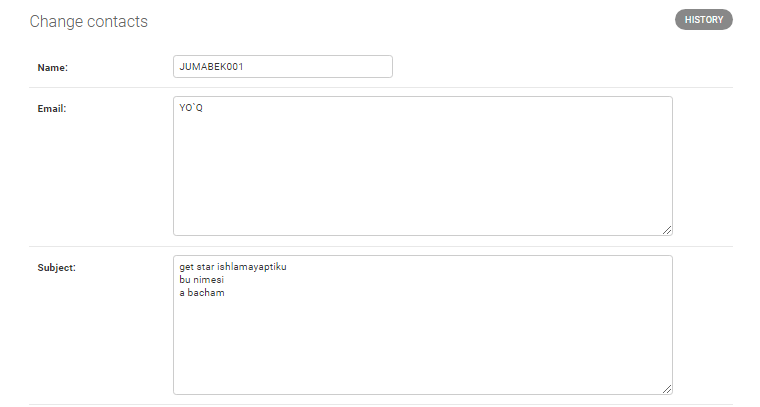 Change contacts
HISTORY
Name:
JUMABEK001
Email:
YO`Q
Subject:
get star ishlamayaptiku
bu nimesi
a bacham